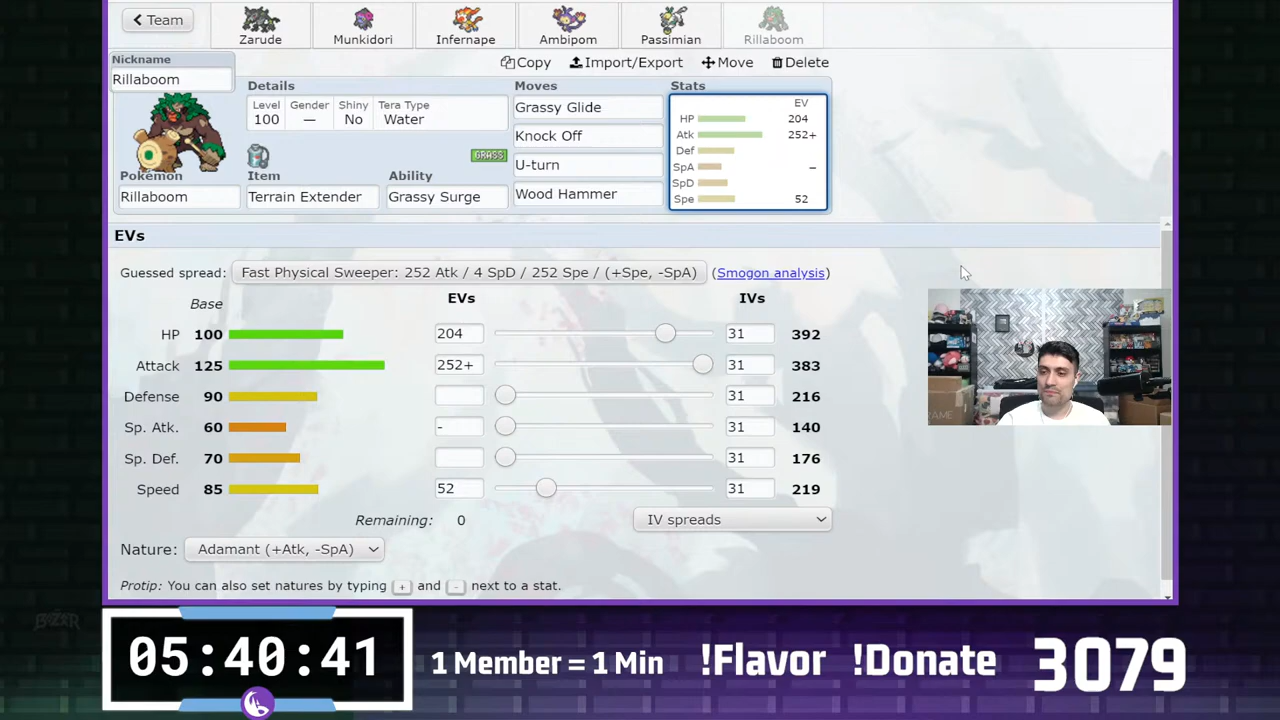 Team
Zarude
Munkidori
Infernape
Ambipom
Passimian
Rillaboom
Nickname
Rillaboom
Copy
Import/Export
Move
Delete
Details
Level
100
Gender
—
Shiny
No
Tera Type
Water
GRASS
Pokémon
Rillaboom
Item
Terrain Extender
Ability
Grassy Surge
Moves
Grassy Glide
Knock Off
U-turn
Wood Hammer
Stats
EV
HP 204
Atk 252+
Def
SpA –
SpD
Spe 52
EVs
Guessed spread: Fast Physical Sweeper: 252 Atk / 4 SpD / 252 Spe / (+Spe, -SpA) (Smogon analysis)
Base EVs IVs
HP 100 204 31 392
Attack 125 252+ 31 383
Defense 90 31 216
Sp. Atk. 60 - 31 140
Sp. Def. 70 31 176
Speed 85 52 31 219
Remaining: 0 IV spreads
Nature: Adamant (+Atk, -SpA)
Protip: You can also set natures by typing + and - next to a stat.
05:40:41
1 Member = 1 Min
!Flavor
!Donate
3079